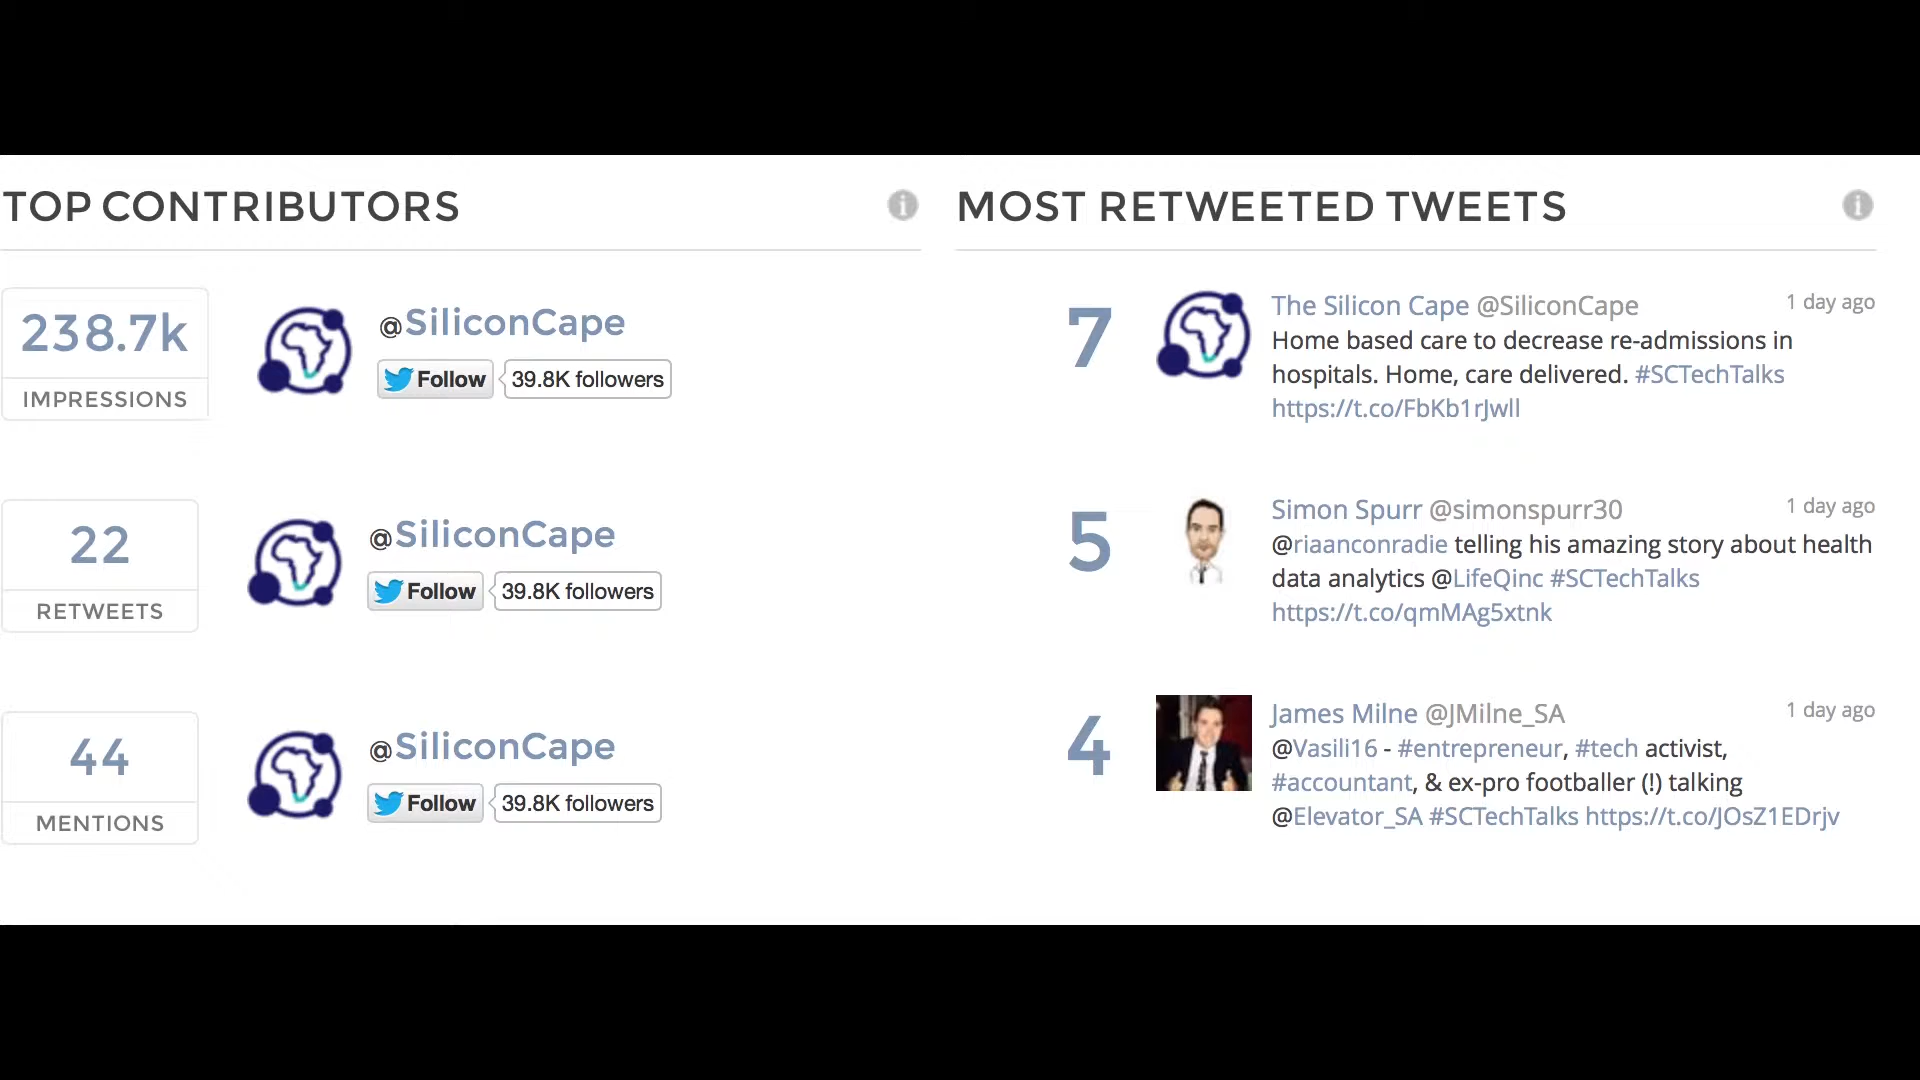 TOP CONTRIBUTORS
238.7k
IMPRESSIONS
@SiliconCape
Follow
39.8K followers
22
RETWEETS
@SiliconCape
Follow
39.8K followers
44
MENTIONS
@SiliconCape
Follow
39.8K followers
MOST RETWEETED TWEETS
7
The Silicon Cape @SiliconCape
1 day ago
Home based care to decrease re-admissions in
hospitals. Home, care delivered. #SCTechTalks
https://t.co/FbKb1rJwll
5
Simon Spurr @simonspurr30
1 day ago
@riaanconradie telling his amazing story about health
data analytics @LifeQinc #SCTechTalks
https://t.co/qmMAg5xtnk
4
James Milne @JMilne_SA
1 day ago
@Vasili16 - #entrepreneur, #tech activist,
#accountant, & ex-pro footballer (!) talking
@Elevator_SA #SCTechTalks https://t.co/JOsZ1EDrjv